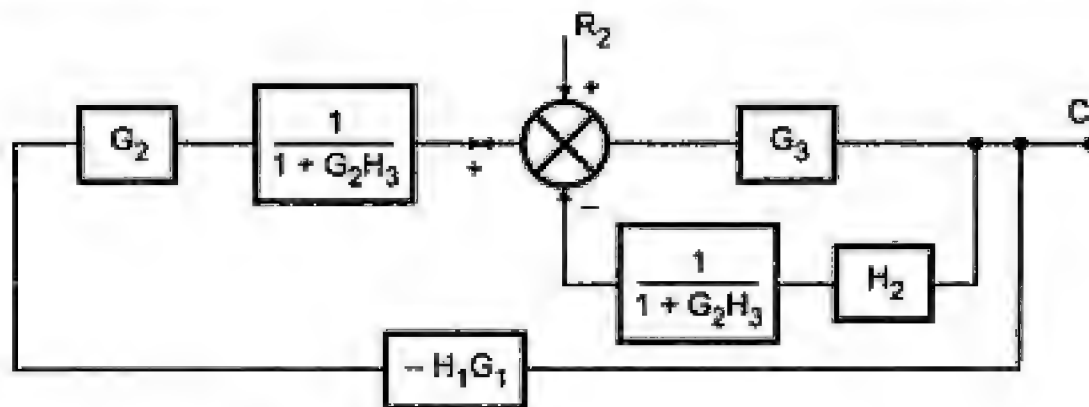 R₂
+
C
G₂
1
1 + G₂H₃
+
G₃
−
1
1 + G₂H₃
H₂
− H₁G₁